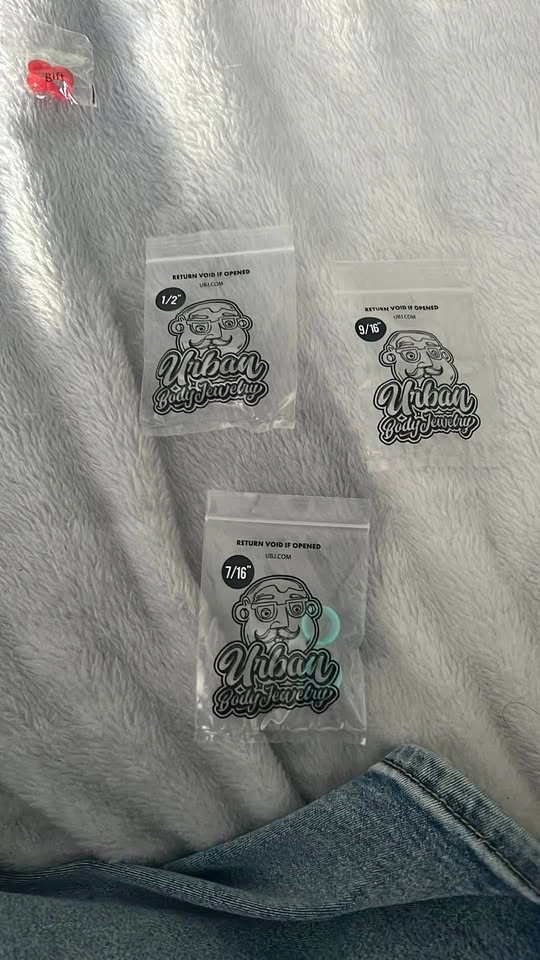 Gift
RETURN VOID IF OPENED
UBJ.COM
1/2"
Urban
Body Jewelry
RETURN VOID IF OPENED
UBJ.COM
9/16"
Urban
Body Jewelry
RETURN VOID IF OPENED
UBJ.COM
7/16"
Urban
Body Jewelry